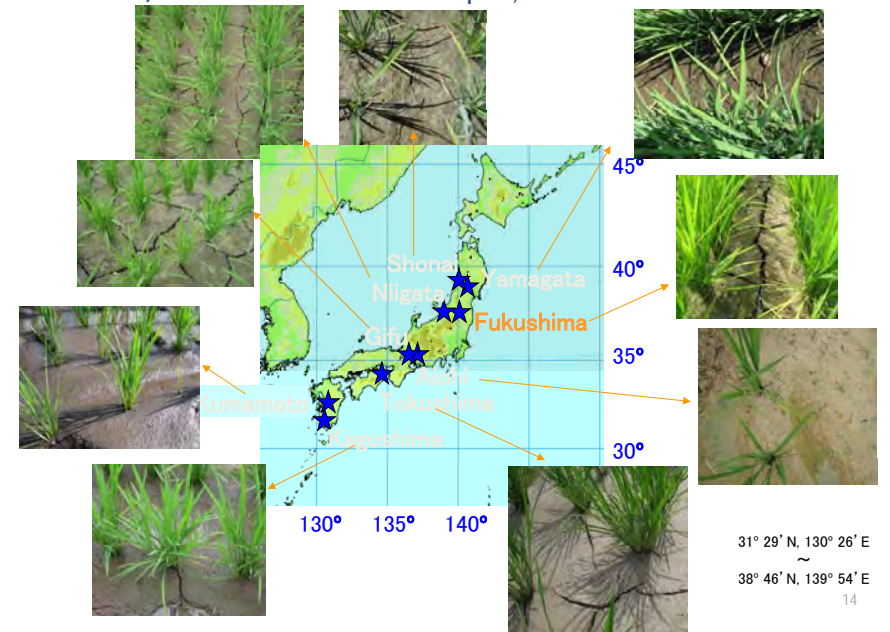 45°
Shonai
40°
Yamagata
Niigata
Fukushima
Gifu
35°
Aichi
Kumamoto
Tokushima
Kagoshima
30°
130°
135°
140°
31° 29’ N, 130° 26’ E
～
38° 46’ N, 139° 54’ E
14